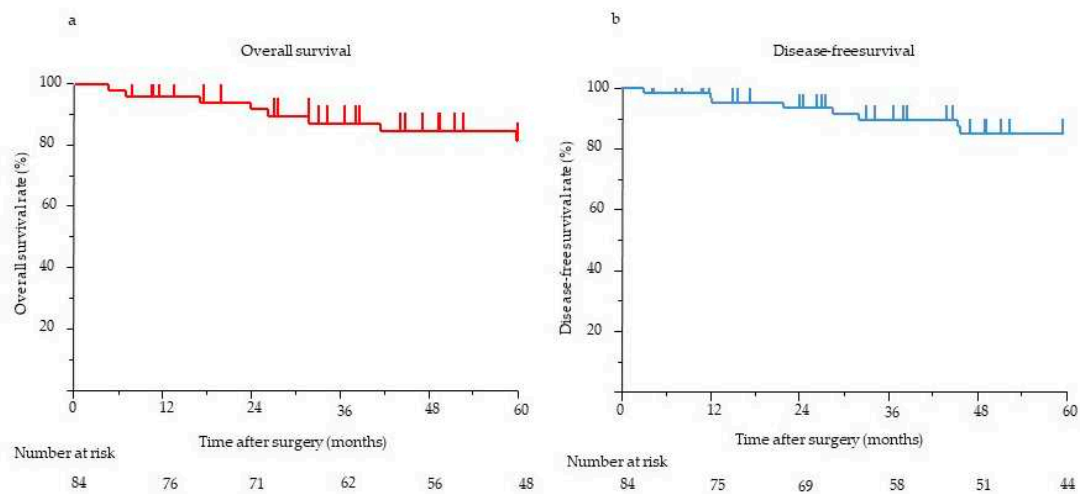 a
Overall survival
Overall survival rate (%)
100
80
60
40
20
0 12 24 36 48 60
Time after surgery (months)
Number at risk
84 76 71 62 56 48
b
Disease-freesurvival
Disease-free survival rate (%)
100
80
60
40
20
0 12 24 36 48 60
Time after surgery (months)
Number at risk
84 75 69 58 51 44